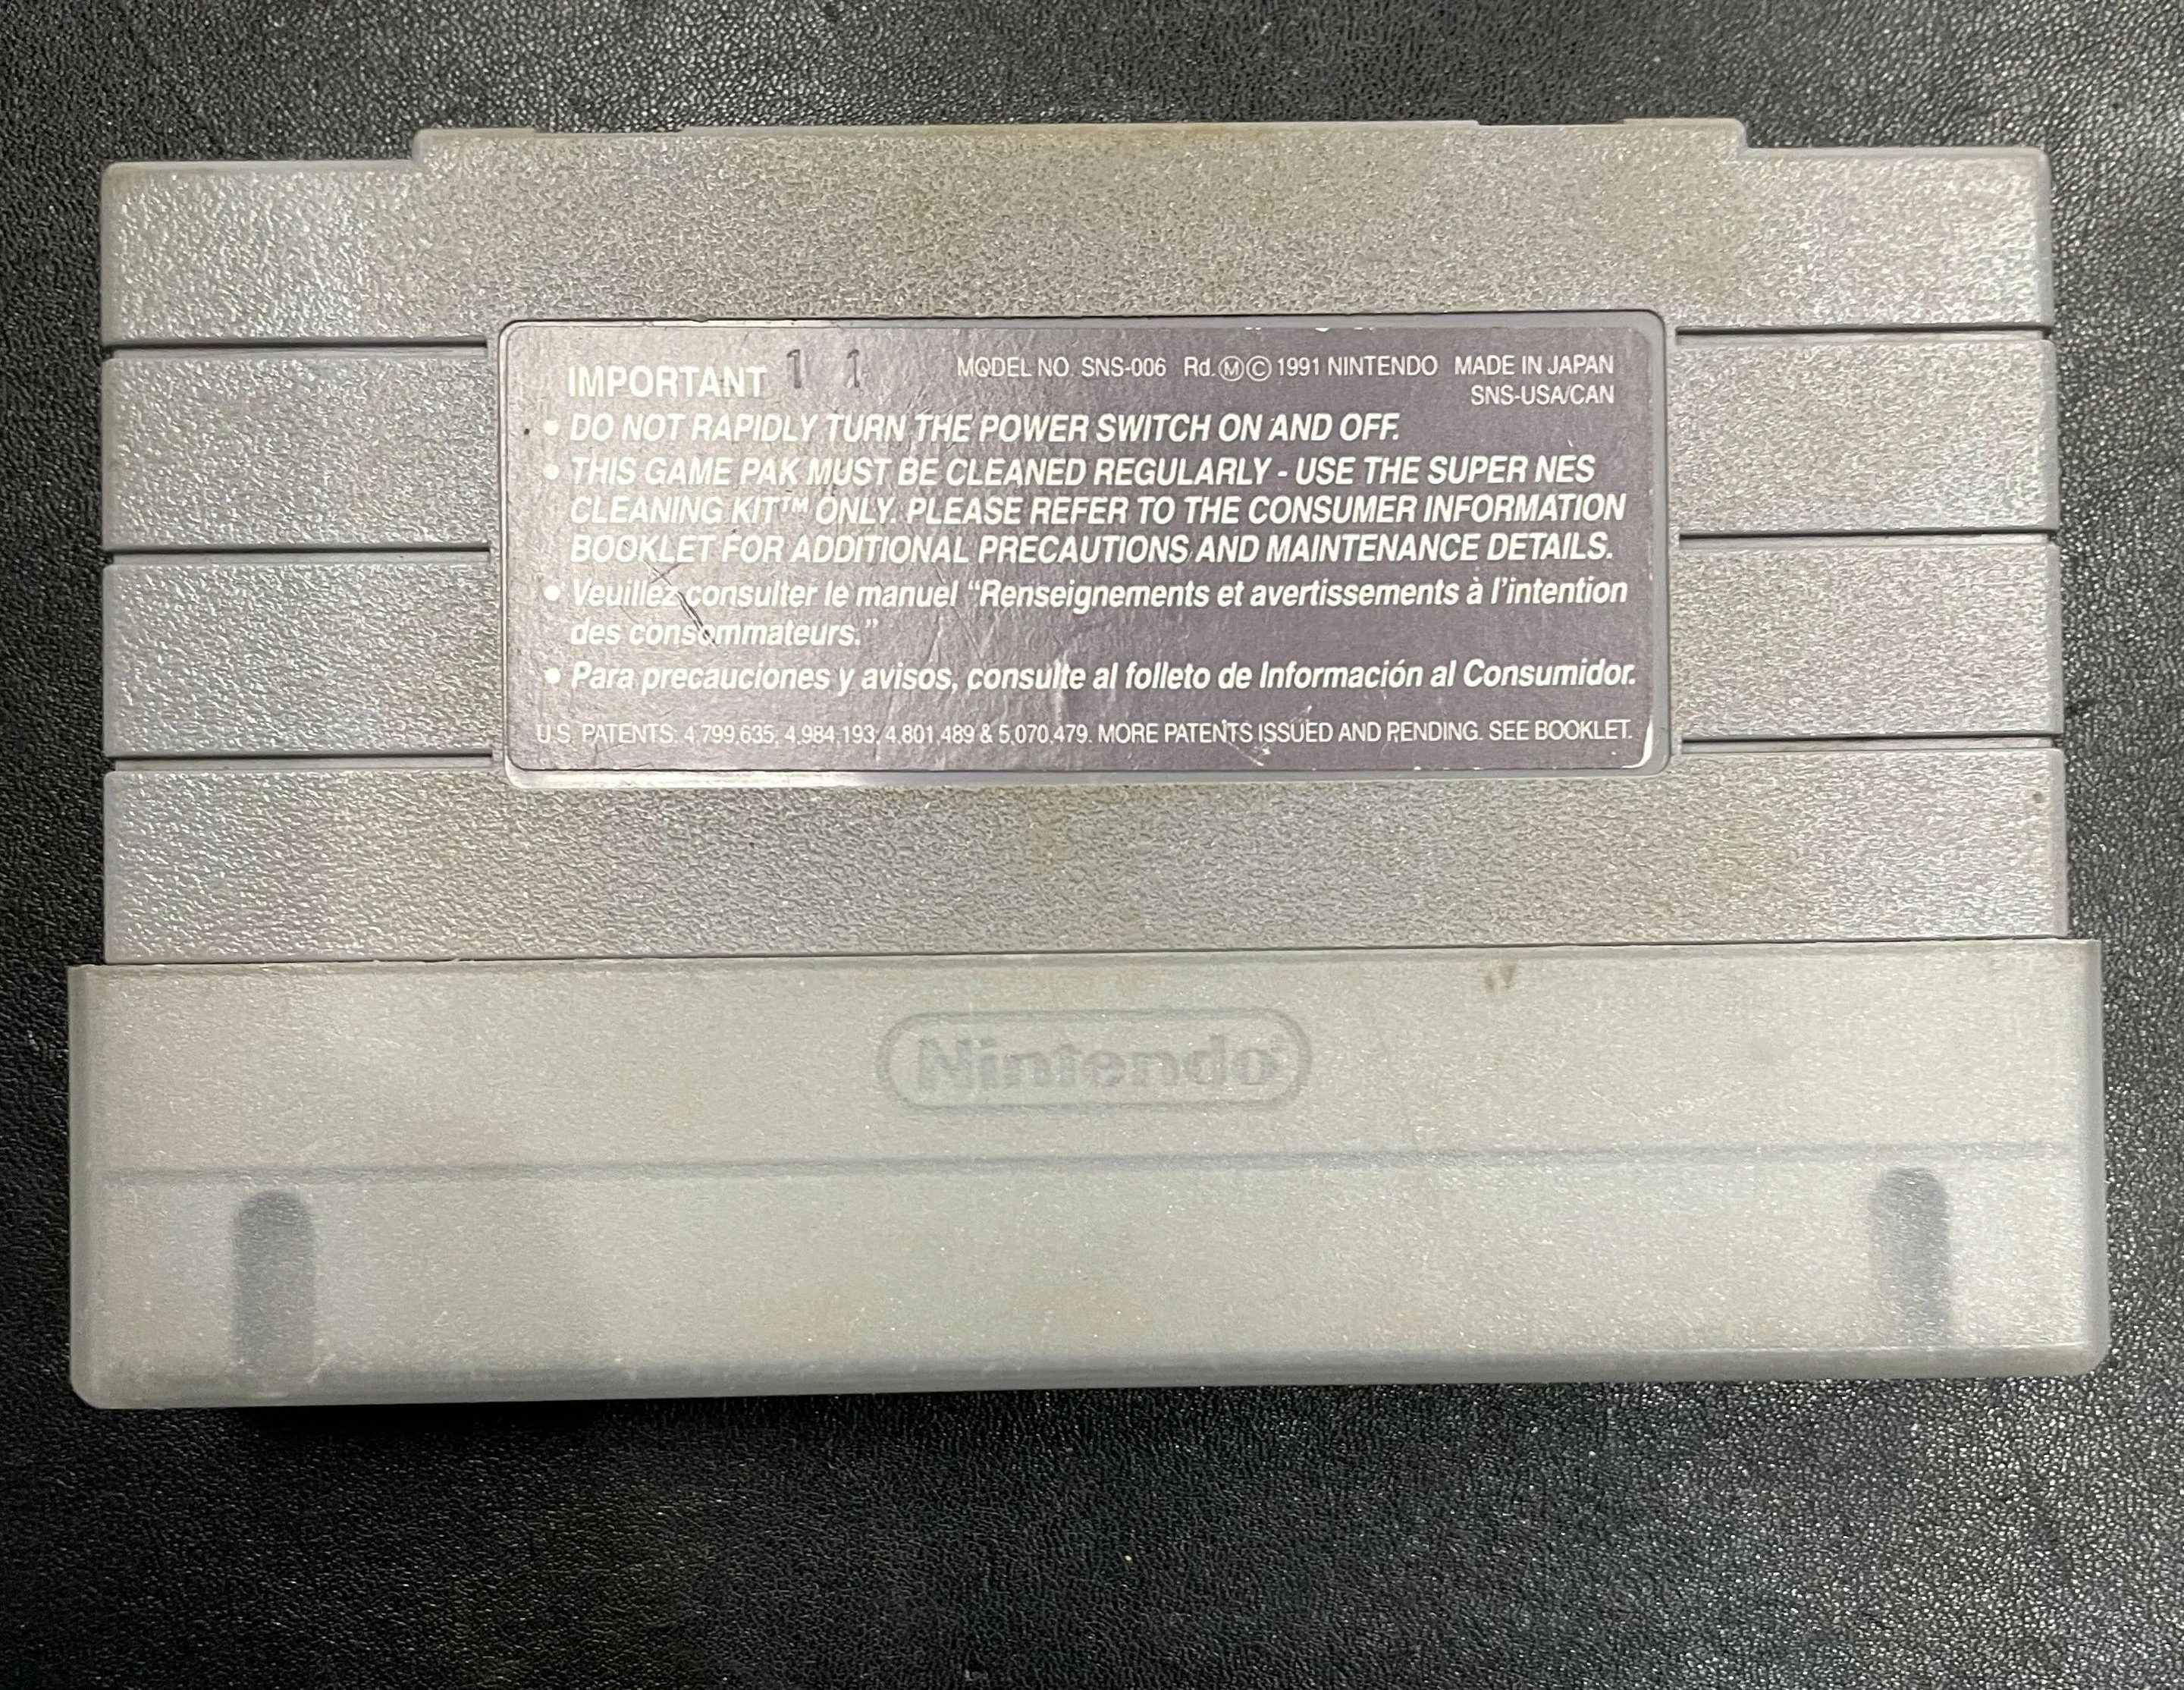 IMPORTANT 1 1 MODEL NO SNS-006 Rd.ⓂⒸ 1991 NINTENDO MADE IN JAPAN
SNS-USA/CAN
• DO NOT RAPIDLY TURN THE POWER SWITCH ON AND OFF.
• THIS GAME PAK MUST BE CLEANED REGULARLY - USE THE SUPER NES
CLEANING KIT™ ONLY. PLEASE REFER TO THE CONSUMER INFORMATION
BOOKLET FOR ADDITIONAL PRECAUTIONS AND MAINTENANCE DETAILS.
• Veuillez consulter le manuel “Renseignements et avertissements à l’intention
des consommateurs.”
• Para precauciones y avisos, consulte al folleto de Información al Consumidor.
U.S. PATENTS. 4,799,635, 4,984,193, 4,801,489 & 5,070,479. MORE PATENTS ISSUED AND PENDING. SEE BOOKLET.
Nintendo